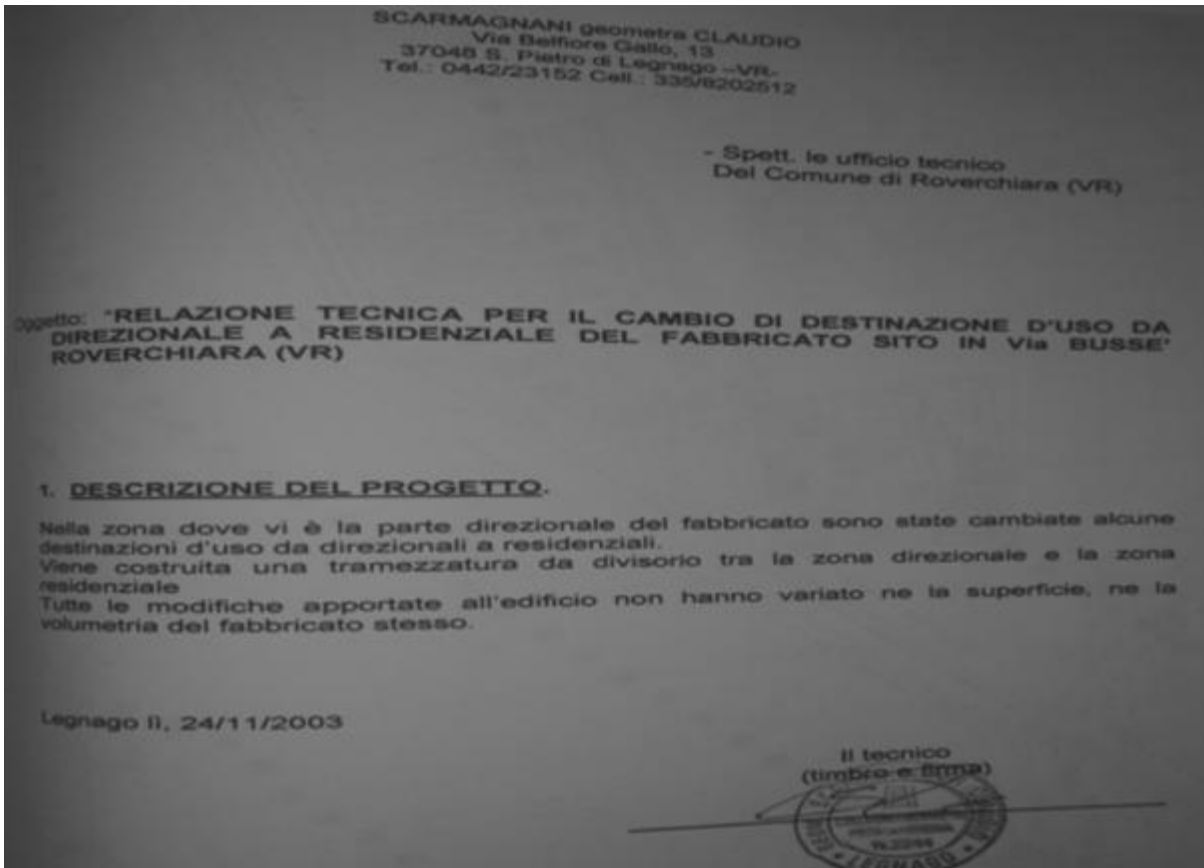 SCARMAGNANI geometra CLAUDIO
Via Belfiore Gallo, 13
37048 S. Pietro di Legnago -VR-
Tel.: 0442/23152 Cell.: 335/8202512
- Spett. le ufficio tecnico
Del Comune di Roverchiara (VR)
Oggetto: "RELAZIONE TECNICA PER IL CAMBIO DI DESTINAZIONE D'USO DA
DIREZIONALE A RESIDENZIALE DEL FABBRICATO SITO IN Via BUSSE'
ROVERCHIARA (VR)
1. DESCRIZIONE DEL PROGETTO.
Nella zona dove vi è la parte direzionale del fabbricato sono state cambiate alcune
destinazioni d'uso da direzionali a residenziali.
Viene costruita una tramezzatura da divisorio tra la zona direzionale e la zona
residenziale
Tutte le modifiche apportate all'edificio non hanno variato ne la superficie, ne la
volumetria del fabbricato stesso.
Legnago lì, 24/11/2003
Il tecnico
(timbro e firma)
LEGNAGO